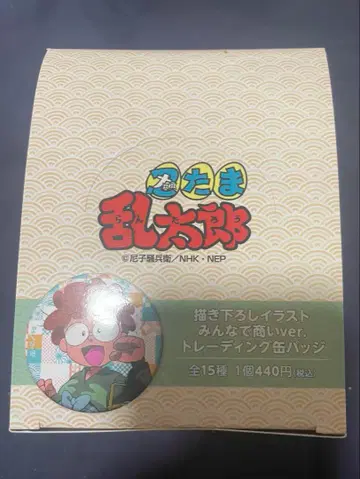 忍たま
乱太郎
©尼子騒兵衛/NHK・NEP
描き下ろしイラスト
みんなで商いver.
トレーディング缶バッジ
全15種 1個440円(税込)